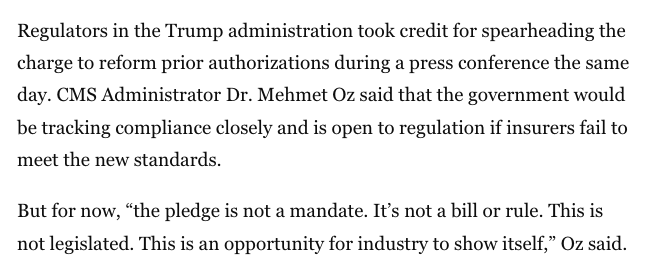 Regulators in the Trump administration took credit for spearheading the
charge to reform prior authorizations during a press conference the same
day. CMS Administrator Dr. Mehmet Oz said that the government would
be tracking compliance closely and is open to regulation if insurers fail to
meet the new standards.
But for now, “the pledge is not a mandate. It’s not a bill or rule. This is
not legislated. This is an opportunity for industry to show itself,” Oz said.